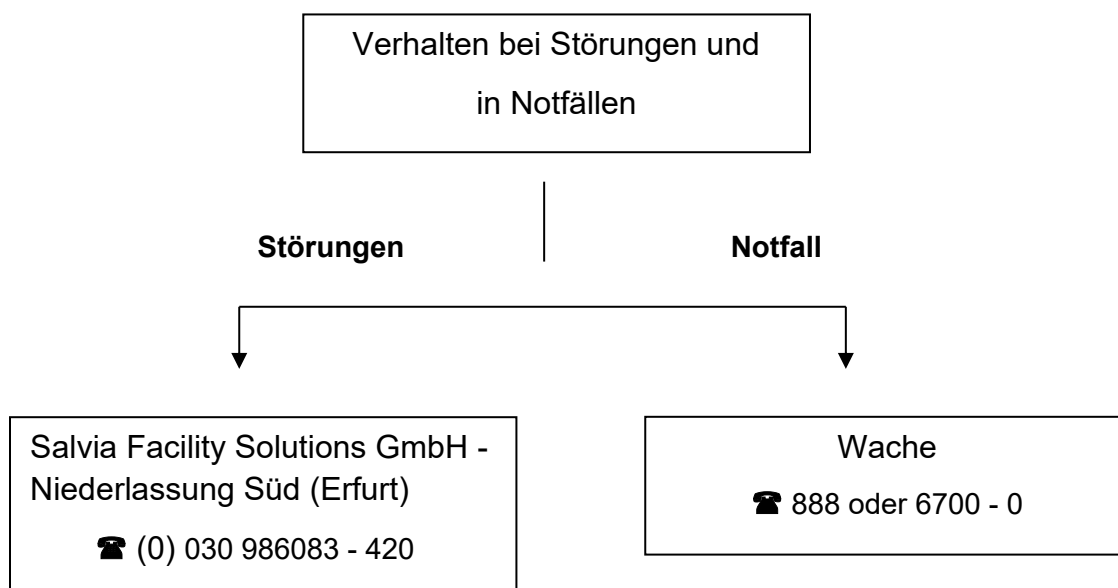 Verhalten bei Störungen und
in Notfällen
Störungen
Notfall
Salvia Facility Solutions GmbH -
Niederlassung Süd (Erfurt)
☎ (0) 030 986083 - 420
Wache
☎ 888 oder 6700 - 0